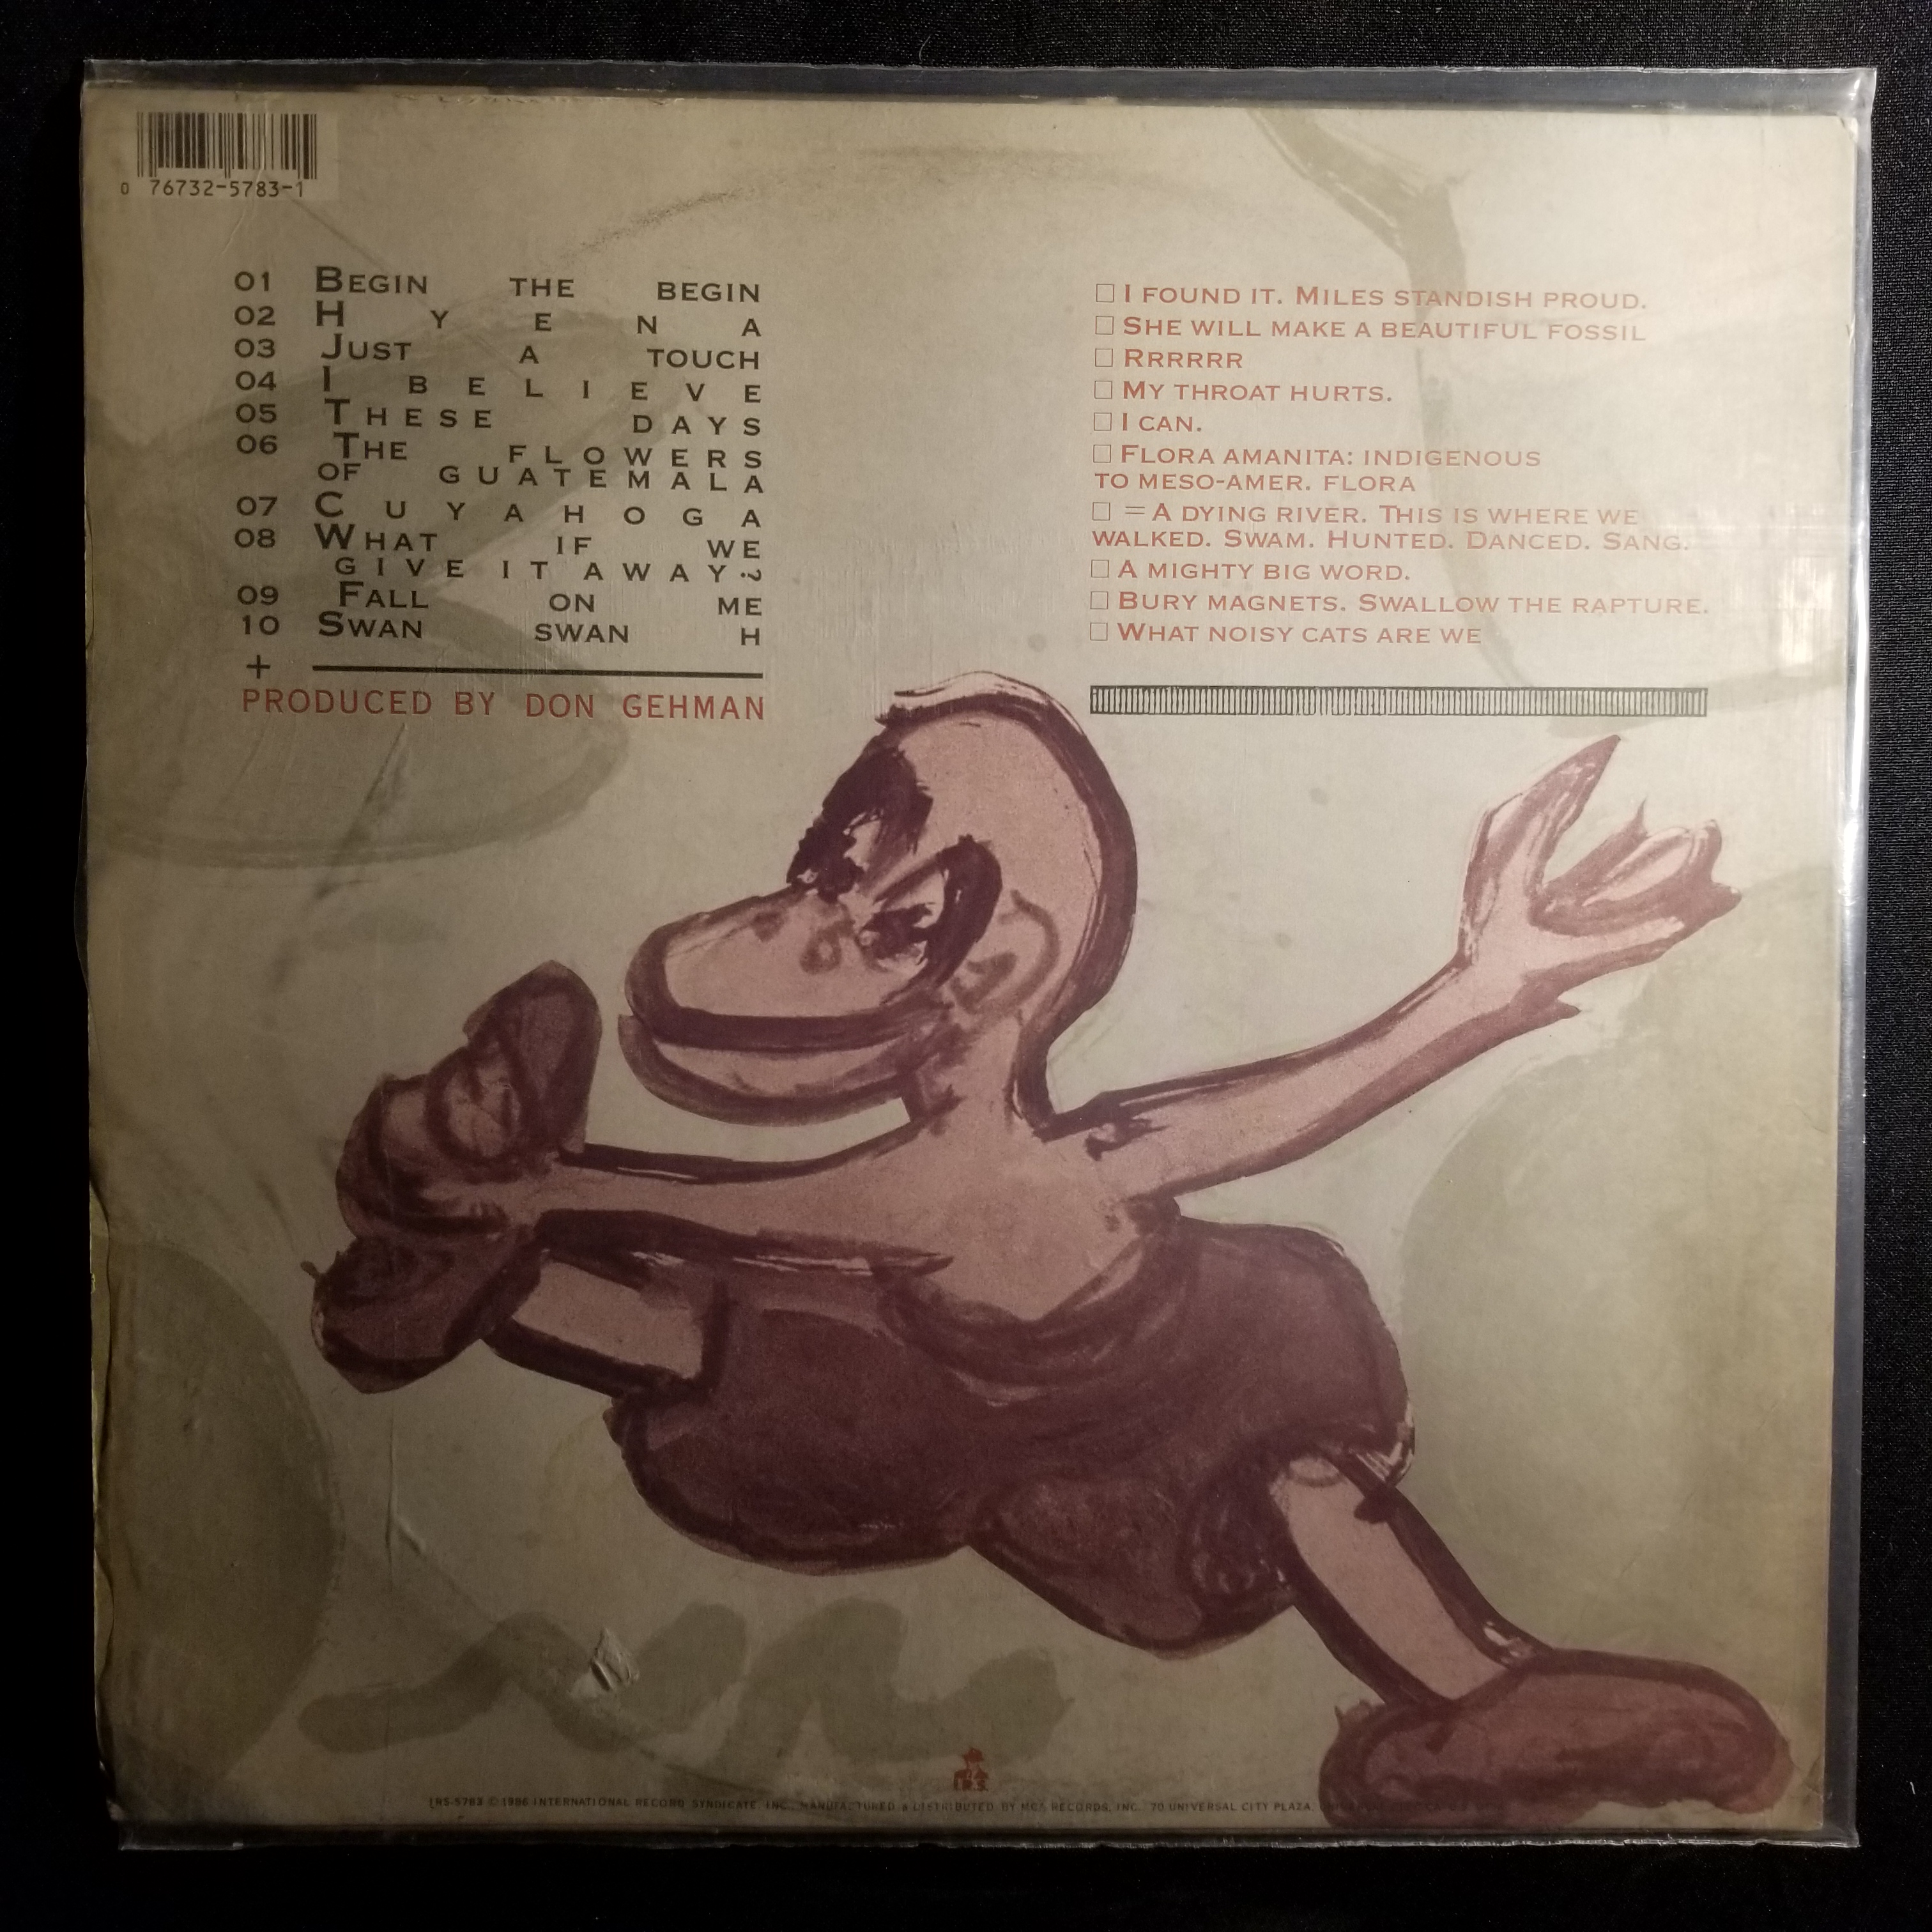 0 76732-5783-1
01 BEGIN THE BEGIN
02 HYENA
03 JUST A TOUCH
04 I BELIEVE
05 THESE DAYS
06 THE FLOWERS
OF GUATEMALA
07 CUYAHOGA
08 WHAT IF WE
GIVE IT AWAY?
09 FALL ON ME
10 SWAN SWAN H
+
PRODUCED BY DON GEHMAN
□ I FOUND IT. MILES STANDISH PROUD.
□ SHE WILL MAKE A BEAUTIFUL FOSSIL
□ RRRRRR
□ MY THROAT HURTS.
□ I CAN.
□ FLORA AMANITA: INDIGENOUS
TO MESO-AMER. FLORA
□ = A DYING RIVER. THIS IS WHERE WE
WALKED. SWAM. HUNTED. DANCED. SANG.
□ A MIGHTY BIG WORD.
□ BURY MAGNETS. SWALLOW THE RAPTURE.
□ WHAT NOISY CATS ARE WE
IRS-5783 © 1986 INTERNATIONAL RECORD SYNDICATE, INC., MANUFACTURED & DISTRIBUTED BY MCA RECORDS, INC. 70 UNIVERSAL CITY PLAZA,